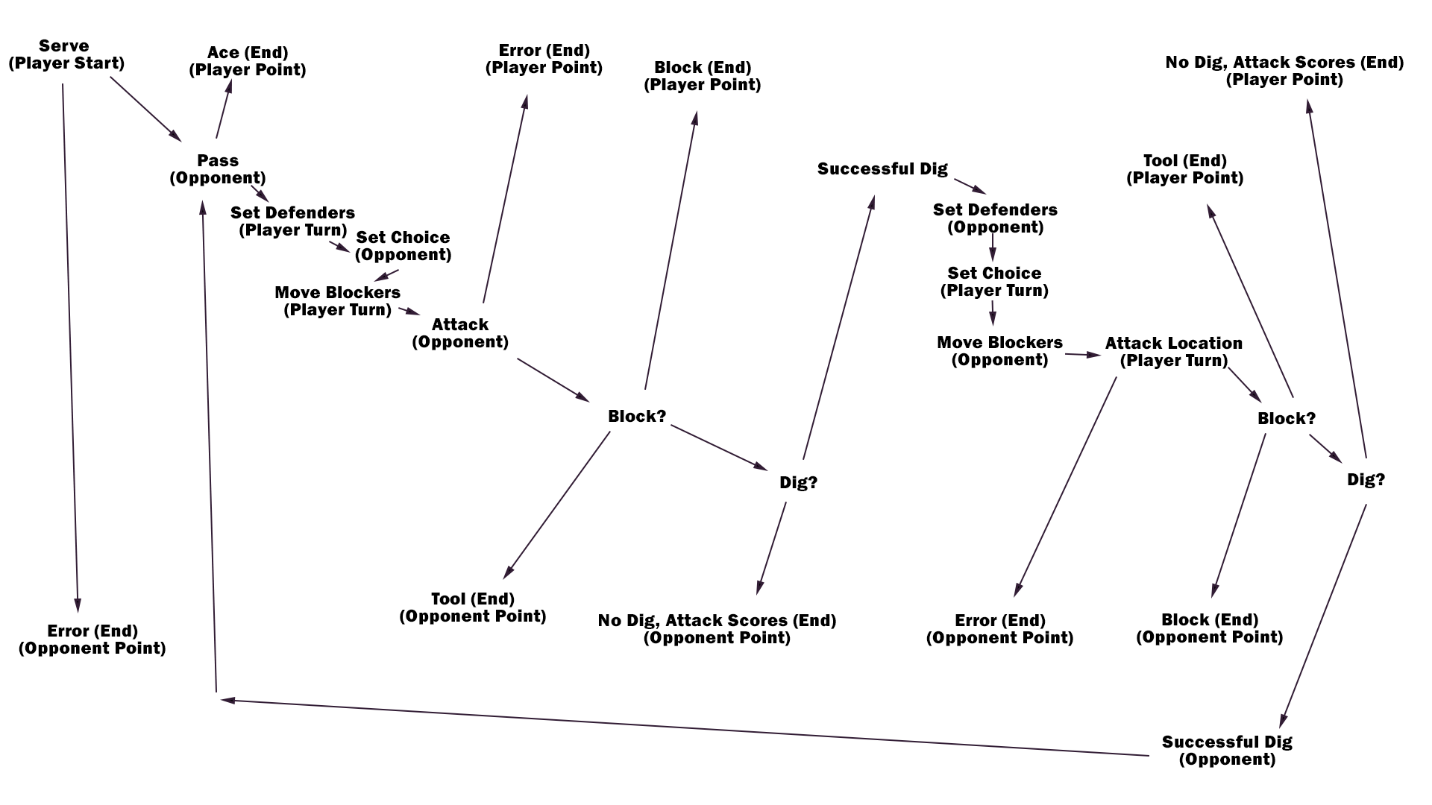 Serve
(Player Start)
Ace (End)
(Player Point)
Error (End)
(Player Point)
Block (End)
(Player Point)
No Dig, Attack Scores (End)
(Player Point)
Pass
(Opponent)
Successful Dig
Tool (End)
(Player Point)
Set Defenders
(Player Turn)
Set Choice
(Opponent)
Set Defenders
(Opponent)
Move Blockers
(Player Turn)
Set Choice
(Player Turn)
Attack
(Opponent)
Move Blockers
(Opponent)
Attack Location
(Player Turn)
Block?
Block?
Dig?
Dig?
Tool (End)
(Opponent Point)
No Dig, Attack Scores (End)
(Opponent Point)
Error (End)
(Opponent Point)
Block (End)
(Opponent Point)
Error (End)
(Opponent Point)
Successful Dig
(Opponent)